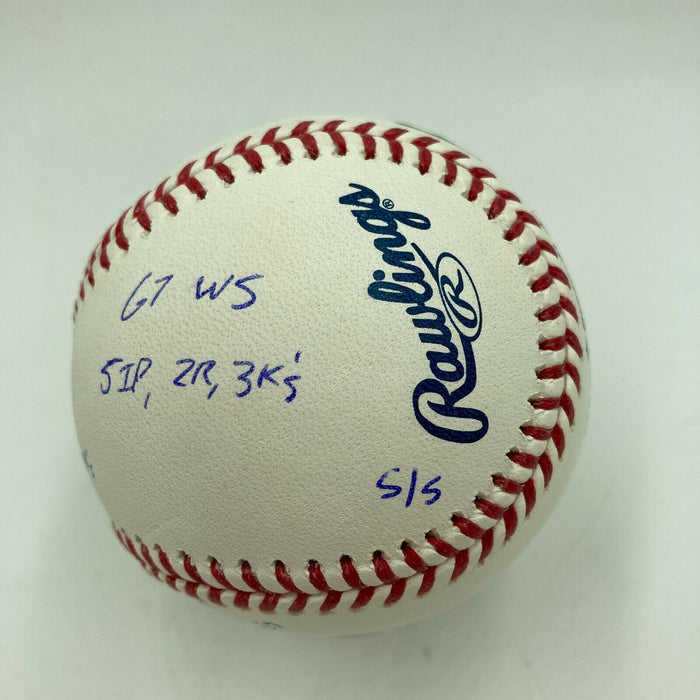 G7 WS
5IP, 2R, 3K's
5/5
Rawlings®
R